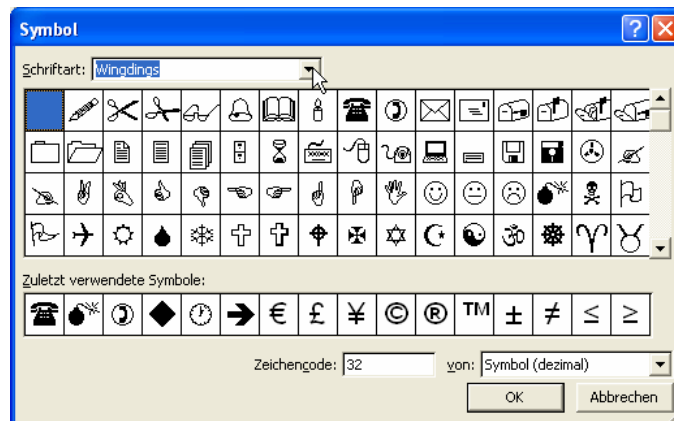 Symbol
Schriftart: Wingdings
Zuletzt verwendete Symbole:
€ £ ¥ © ® ™ ± ≠ ≤ ≥
Zeichencode: 32 von: Symbol (dezimal)
OK Abbrechen